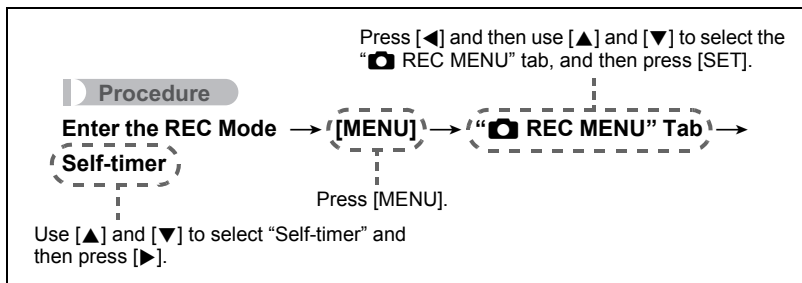 Press [◀] and then use [▲] and [▼] to select the
“📷 REC MENU” tab, and then press [SET].
Procedure
Enter the REC Mode → [MENU] → “📷 REC MENU” Tab →
Self-timer
Press [MENU].
Use [▲] and [▼] to select “Self-timer” and
then press [▶].